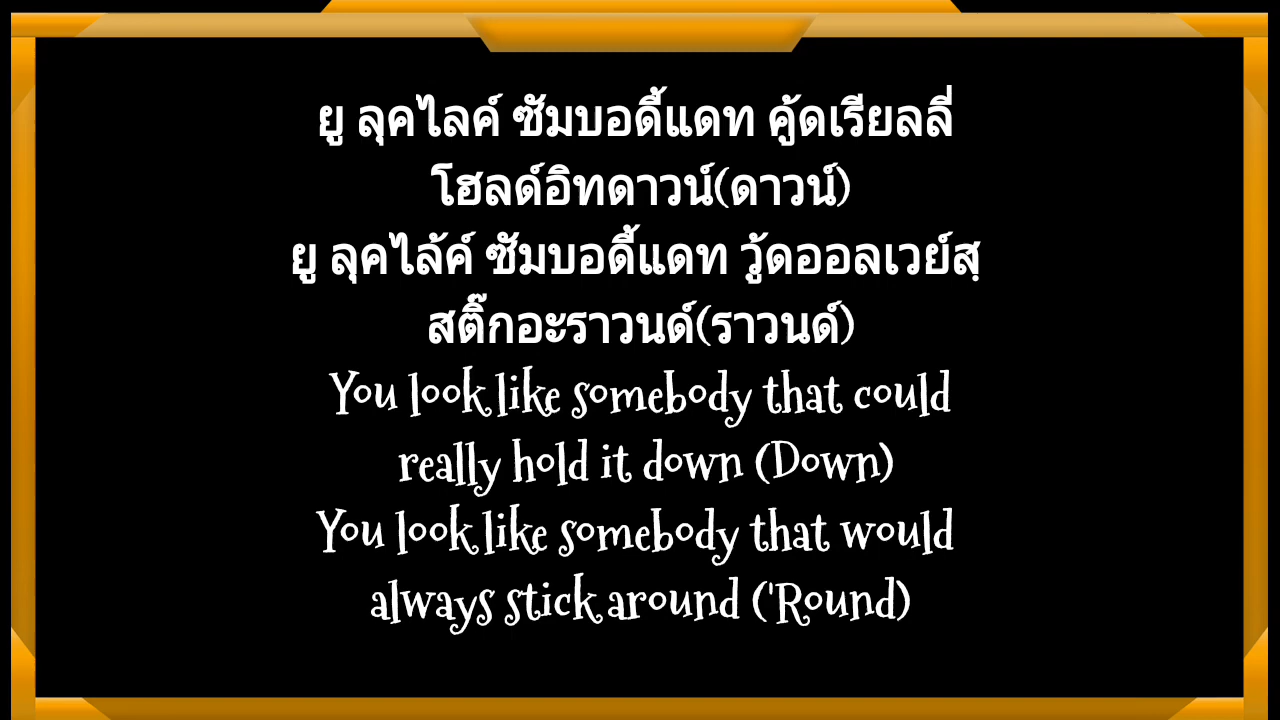 ยู ลุคไลค์ ซัมบอดี้แดท คู้ดเรียลลี่
โฮลด์อิทดาวน์(ดาวน์)
ยู ลุคไล้ค์ ซัมบอดี้แดท วู้ดออลเวย์สฺ
สติ๊กอะราวนด์(ราวนด์)
You look like somebody that could
really hold it down (Down)
You look like somebody that would
always stick around ('Round)